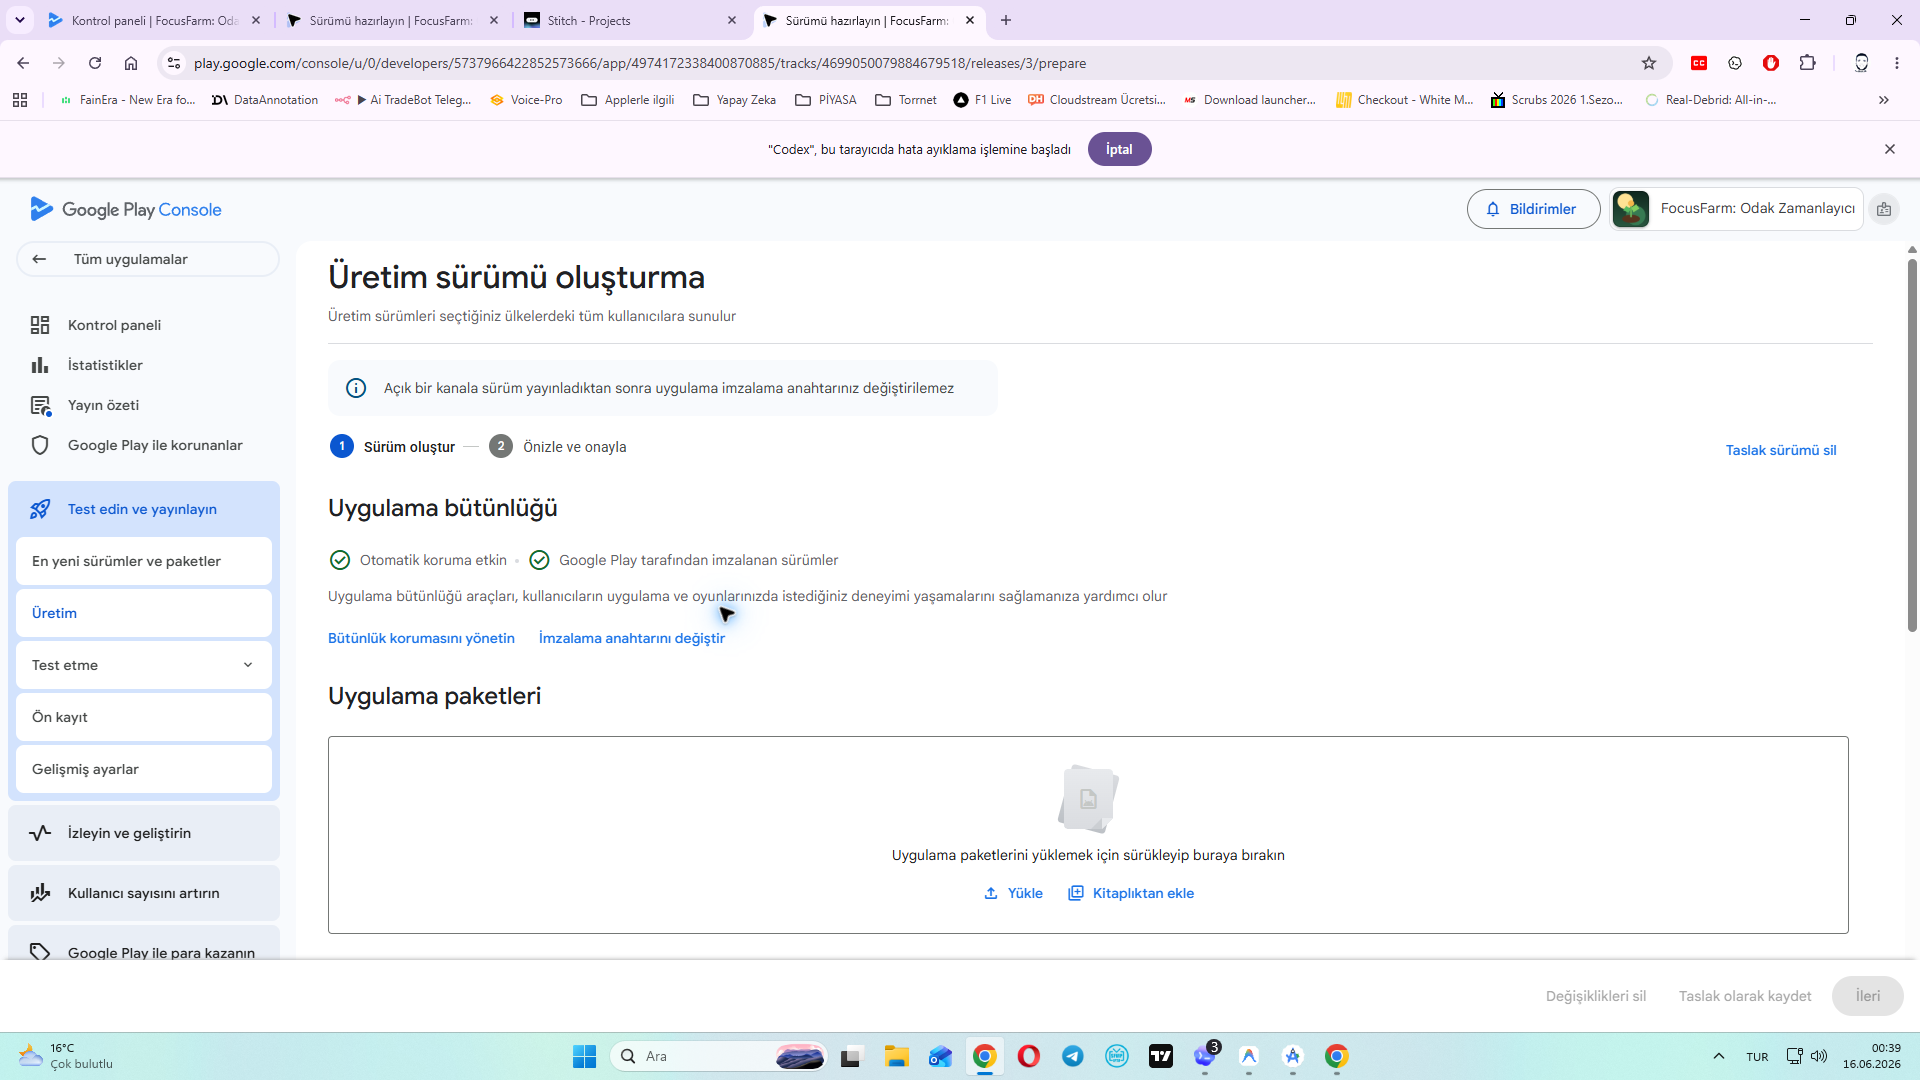 Kontrol paneli | FocusFarm: Oda
Sürümü hazırlayın | FocusFarm:
Stitch - Projects
Sürümü hazırlayın | FocusFarm:
play.google.com/console/u/0/developers/5737966422852573666/app/4974172338400870885/tracks/4699050079884679518/releases/3/prepare
FainEra - New Era fo...
DataAnnotation
Ai TradeBot Teleg...
Voice-Pro
Applerle ilgili
Yapay Zeka
PİYASA
Torrnet
F1 Live
Cloudstream Ücretsi...
Download launcher...
Checkout - White M...
Scrubs 2026 1.Sezo...
Real-Debrid: All-in-...
"Codex", bu tarayıcıda hata ayıklama işlemine başladı
İptal
Google Play Console
Bildirimler
FocusFarm: Odak Zamanlayıcı
Tüm uygulamalar
Kontrol paneli
İstatistikler
Yayın özeti
Google Play ile korunanlar
Test edin ve yayınlayın
En yeni sürümler ve paketler
Üretim
Test etme
Ön kayıt
Gelişmiş ayarlar
İzleyin ve geliştirin
Kullanıcı sayısını artırın
Google Play ile para kazanın
Üretim sürümü oluşturma
Üretim sürümleri seçtiğiniz ülkelerdeki tüm kullanıcılara sunulur
Açık bir kanala sürüm yayınladıktan sonra uygulama imzalama anahtarınız değiştirilemez
1 Sürüm oluştur
2 Önizle ve onayla
Taslak sürümü sil
Uygulama bütünlüğü
Otomatik koruma etkin
Google Play tarafından imzalanan sürümler
Uygulama bütünlüğü araçları, kullanıcıların uygulama ve oyunlarınızda istediğiniz deneyimi yaşamalarını sağlamanıza yardımcı olur
Bütünlük korumasını yönetin
İmzalama anahtarını değiştir
Uygulama paketleri
Uygulama paketlerini yüklemek için sürükleyip buraya bırakın
Yükle
Kitaplıktan ekle
Değişiklikleri sil
Taslak olarak kaydet
İleri
16°C
Çok bulutlu
Ara
3
TUR
00:39
16.06.2026